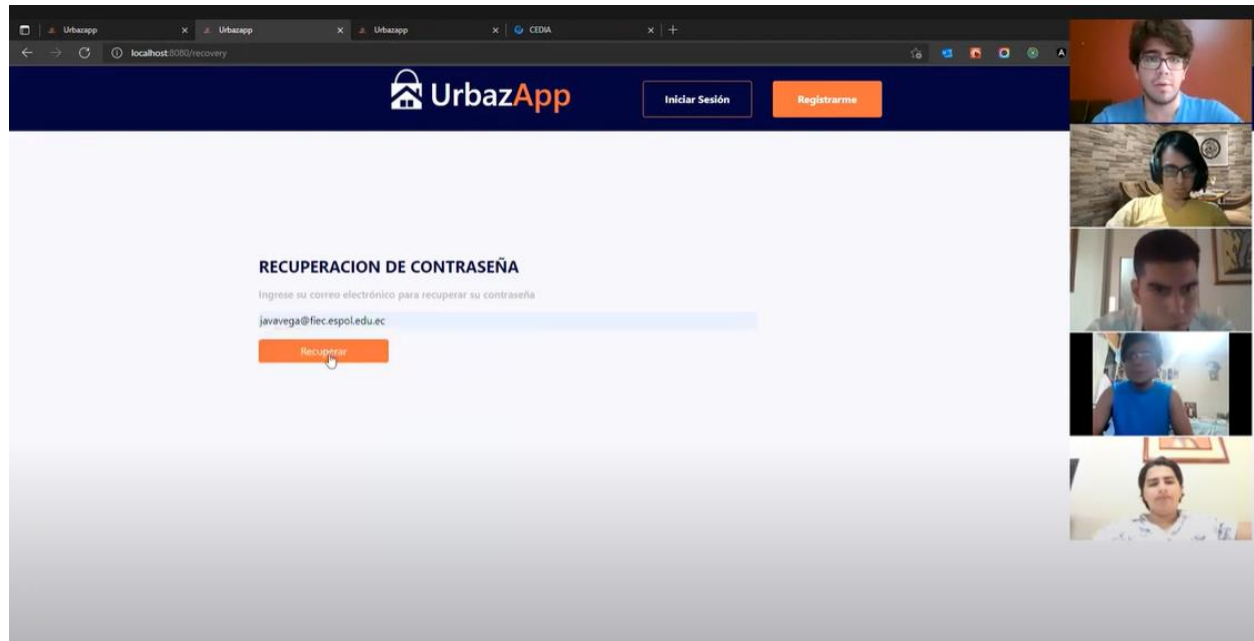 Urbazapp
Urbazapp
Urbazapp
CEDIA
localhost:8080/recovery
UrbazApp
Iniciar Sesión
Registrarme
RECUPERACION DE CONTRASEÑA
Ingrese su correo electrónico para recuperar su contraseña
javavega@fiec.espol.edu.ec
Recuperar